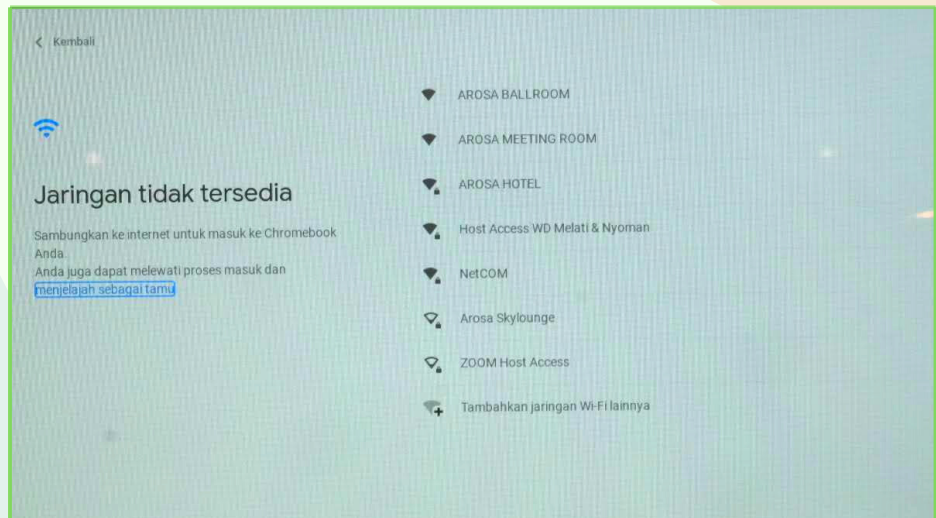 Kembali
Jaringan tidak tersedia
Sambungkan ke internet untuk masuk ke Chromebook
Anda.
Anda juga dapat melewati proses masuk dan
menjelajah sebagai tamu
AROSA BALLROOM
AROSA MEETING ROOM
AROSA HOTEL
Host Access WD Melati & Nyoman
NetCOM
Arosa Skylounge
ZOOM Host Access
Tambahkan jaringan Wi-Fi lainnya